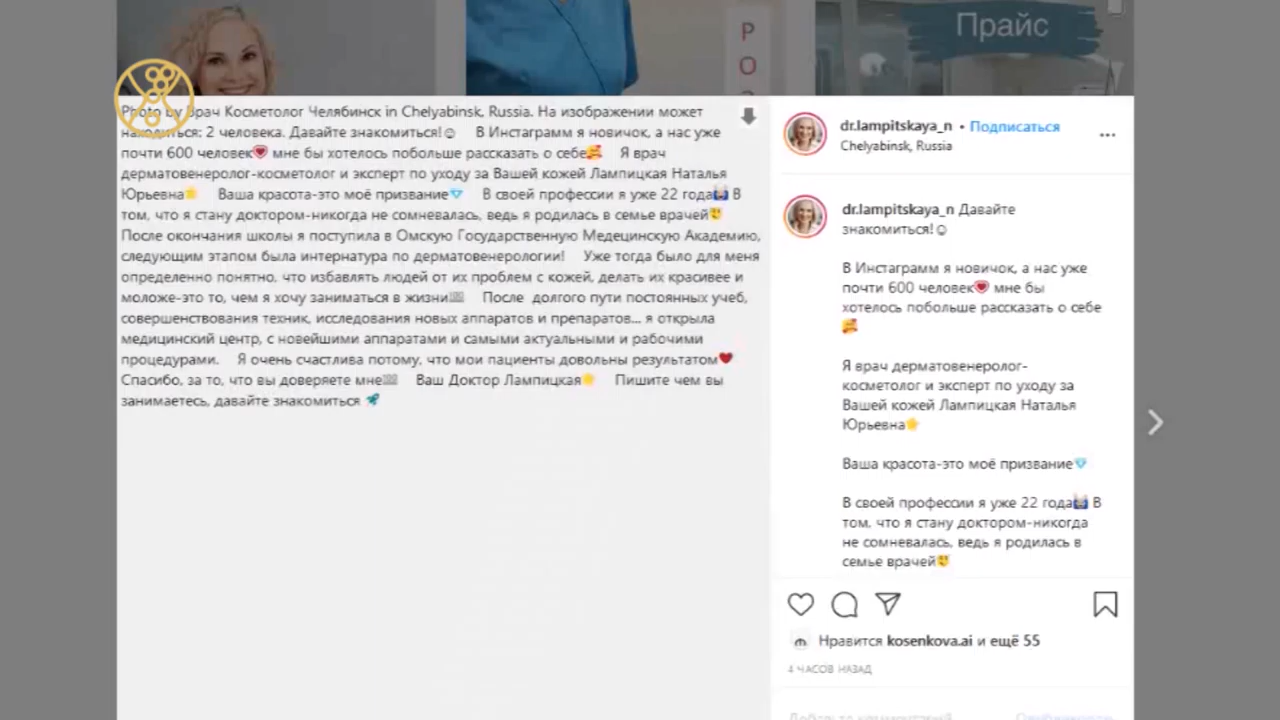 Прайс
Р
О
Photo by Врач Косметолог Челябинск in Chelyabinsk, Russia. На изображении может
находиться: 2 человека. Давайте знакомиться!☺ В Инстаграмм я новичок, а нас уже
почти 600 человек💗 мне бы хотелось побольше рассказать о себе🥰 Я врач
дерматовенеролог-косметолог и эксперт по уходу за Вашей кожей Лампицкая Наталья
Юрьевна☀ Ваша красота-это моё призвание💎 В своей профессии я уже 22 года🙌 В
том, что я стану доктором-никогда не сомневалась, ведь я родилась в семье врачей😍
После окончания школы я поступила в Омскую Государственную Медецинскую Академию,
следующим этапом была интернатура по дерматовенерологии! Уже тогда было для меня
определенно понятно, что избавлять людей от их проблем с кожей, делать их красивее и
моложе-это то, чем я хочу заниматься в жизни После долгого пути постоянных учеб,
совершенствования техник, исследования новых аппаратов и препаратов... я открыла
медицинский центр, с новейшими аппаратами и самыми актуальными и рабочими
процедурами. Я очень счастлива потому, что мои пациенты довольны результатом❤
Спасибо, за то, что вы доверяете мне Ваш Доктор Лампицкая☀ Пишите чем вы
занимаетесь, давайте знакомиться 🚀
dr.lampitskaya_n • Подписаться
Chelyabinsk, Russia
dr.lampitskaya_n Давайте
знакомиться!☺
В Инстаграмм я новичок, а нас уже
почти 600 человек💗 мне бы
хотелось побольше рассказать о себе
🥰
Я врач дерматовенеролог-
косметолог и эксперт по уходу за
Вашей кожей Лампицкая Наталья
Юрьевна☀
Ваша красота-это моё призвание💎
В своей профессии я уже 22 года🙌 В
том, что я стану доктором-никогда
не сомневалась, ведь я родилась в
семье врачей😍
Нравится kosenkova.ai и ещё 55
4 ЧАСОВ НАЗАД